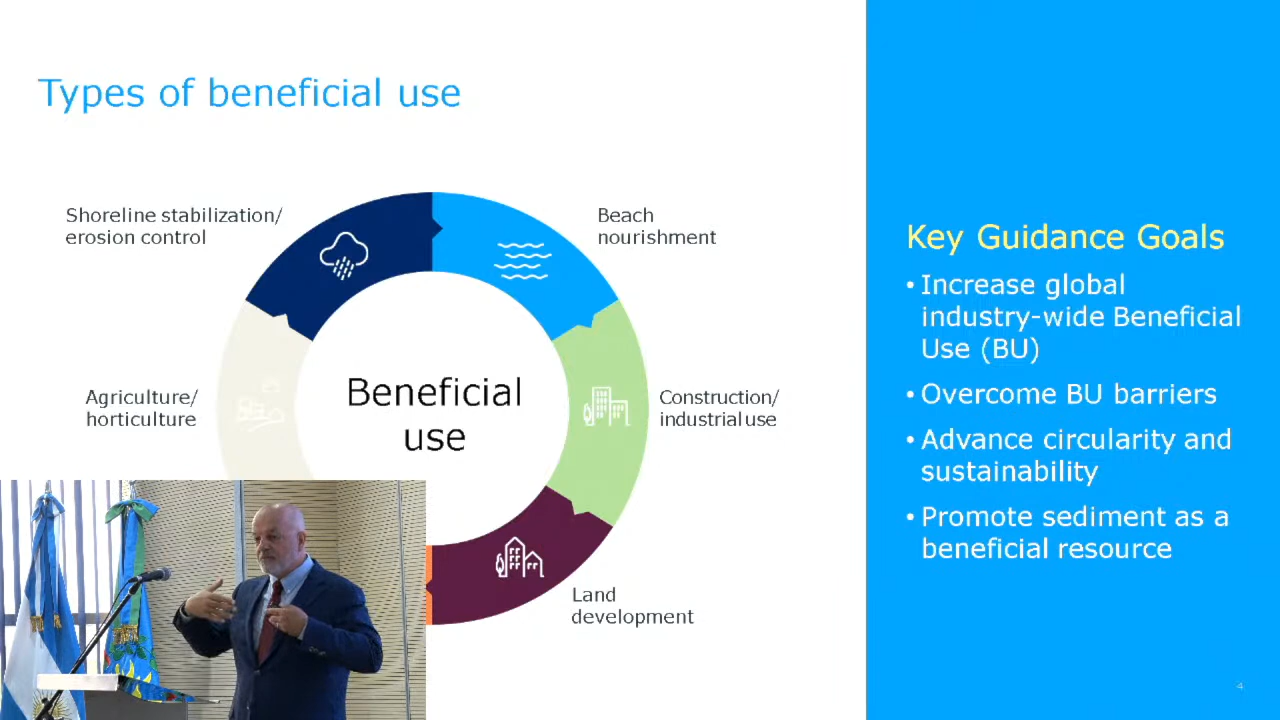 Types of beneficial use
Shoreline stabilization/
erosion control
Beach
nourishment
Agriculture/
horticulture
Beneficial
use
Construction/
industrial use
Land
development
Key Guidance Goals
• Increase global
industry-wide Beneficial
Use (BU)
• Overcome BU barriers
• Advance circularity and
sustainability
• Promote sediment as a
beneficial resource
4